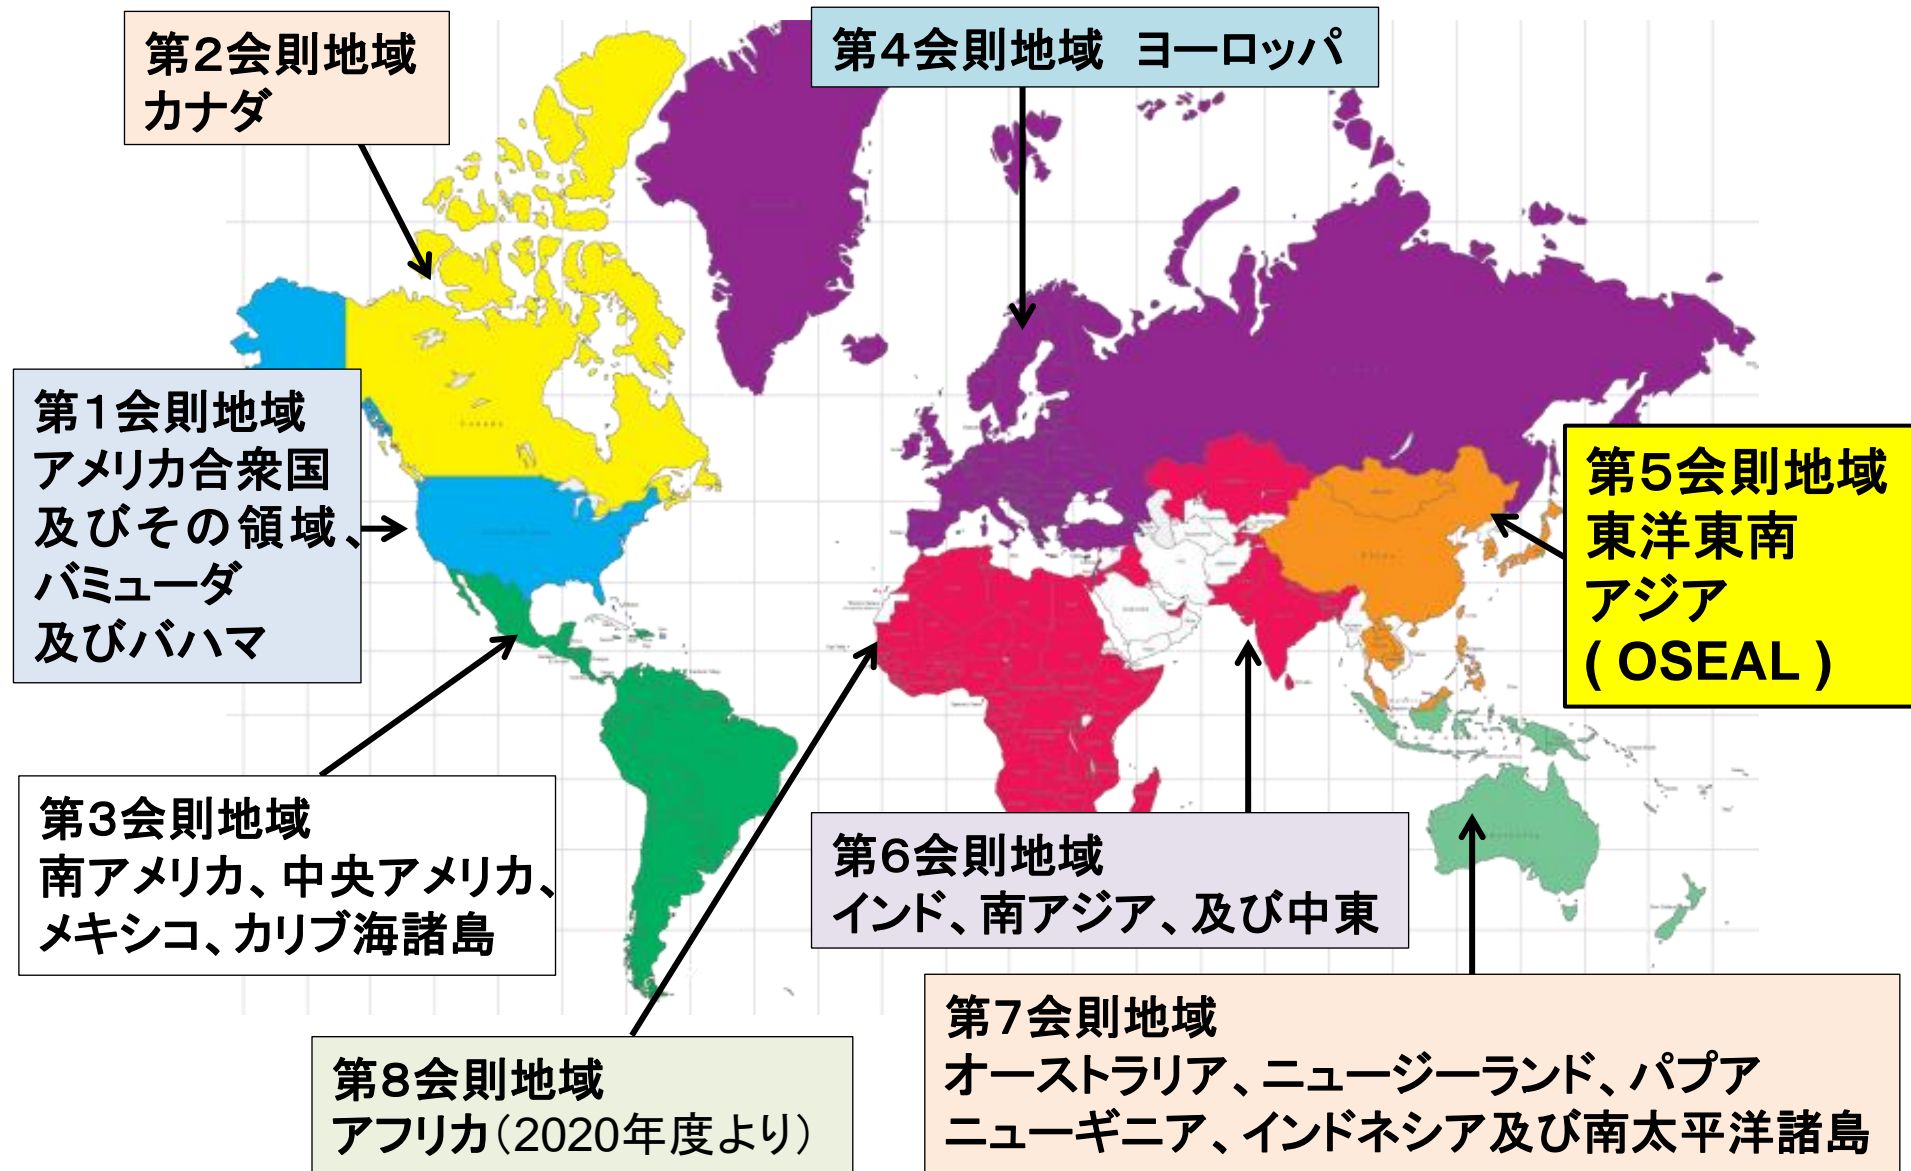 第2会則地域
カナダ
第4会則地域　ヨーロッパ
第1会則地域
アメリカ合衆国
及びその領域、
バミューダ
及びバハマ
第5会則地域
東洋東南
アジア
( OSEAL )
第3会則地域
南アメリカ、中央アメリカ、
メキシコ、カリブ海諸島
第6会則地域
インド、南アジア、及び中東
第8会則地域
アフリカ（2020年度より）
第7会則地域
オーストラリア、ニュージーランド、パプア
ニューギニア、インドネシア及び南太平洋諸島